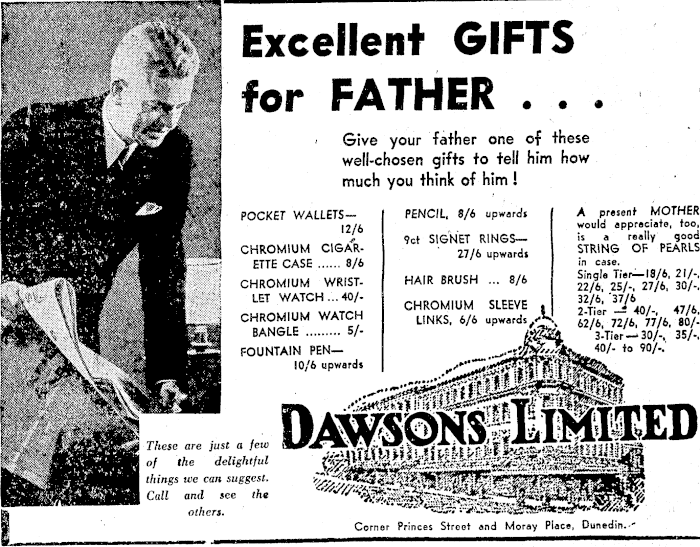 Excellent GIFTS
for FATHER . . .
Give your father one of these
well-chosen gifts to tell him how
much you think of him !
POCKET WALLETS—
12/6
CHROMIUM CIGAR-
ETTE CASE ...... 8/6
CHROMIUM WRIST-
LET WATCH ... 40/-
CHROMIUM WATCH
BANGLE ......... 5/-
FOUNTAIN PEN—
10/6 upwards
PENCIL, 8/6 upwards
9ct SIGNET RINGS—
27/6 upwards
HAIR BRUSH ... 8/6
CHROMIUM SLEEVE
LINKS, 6/6 upwards
A present MOTHER
would appreciate, too,
is a really good
STRING OF PEARLS
in case.
Single Tier—18/6, 21/-,
22/6, 25/-, 27/6, 30/-,
32/6, 37/6
2-Tier — 40/-, 47/6,
62/6, 72/6, 77/6, 80/-
3-Tier—30/-, 35/-,
40/- to 90/-.
DAWSONS LIMITED
These are just a few
of the delightful
things we can suggest.
Call and see the
others.
Corner Princes Street and Moray Place, Dunedin.